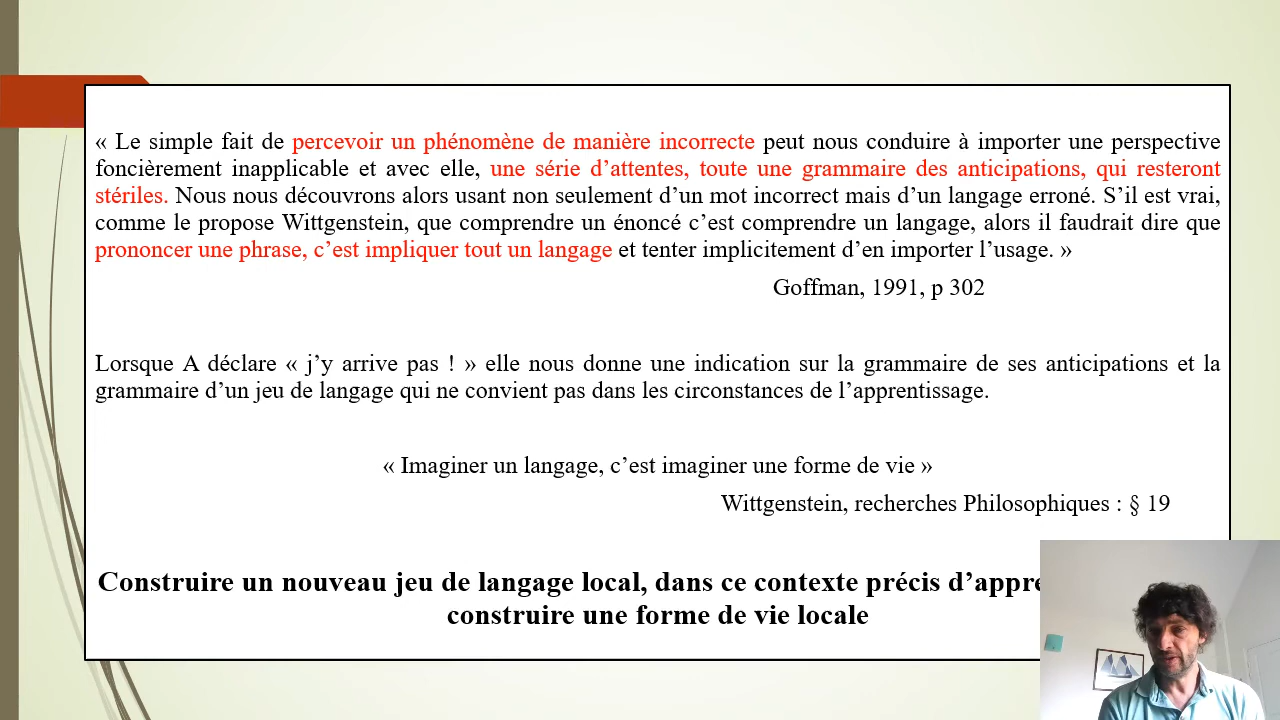 « Le simple fait de percevoir un phénomène de manière incorrecte peut nous conduire à importer une perspective
foncièrement inapplicable et avec elle, une série d’attentes, toute une grammaire des anticipations, qui resteront
stériles. Nous nous découvrons alors usant non seulement d’un mot incorrect mais d’un langage erroné. S’il est vrai,
comme le propose Wittgenstein, que comprendre un énoncé c’est comprendre un langage, alors il faudrait dire que
prononcer une phrase, c’est impliquer tout un langage et tenter implicitement d’en importer l’usage. »
Goffman, 1991, p 302
Lorsque A déclare « j’y arrive pas ! » elle nous donne une indication sur la grammaire de ses anticipations et la
grammaire d’un jeu de langage qui ne convient pas dans les circonstances de l’apprentissage.
« Imaginer un langage, c’est imaginer une forme de vie »
Wittgenstein, recherches Philosophiques : § 19
Construire un nouveau jeu de langage local, dans ce contexte précis
construire une forme de vie locale